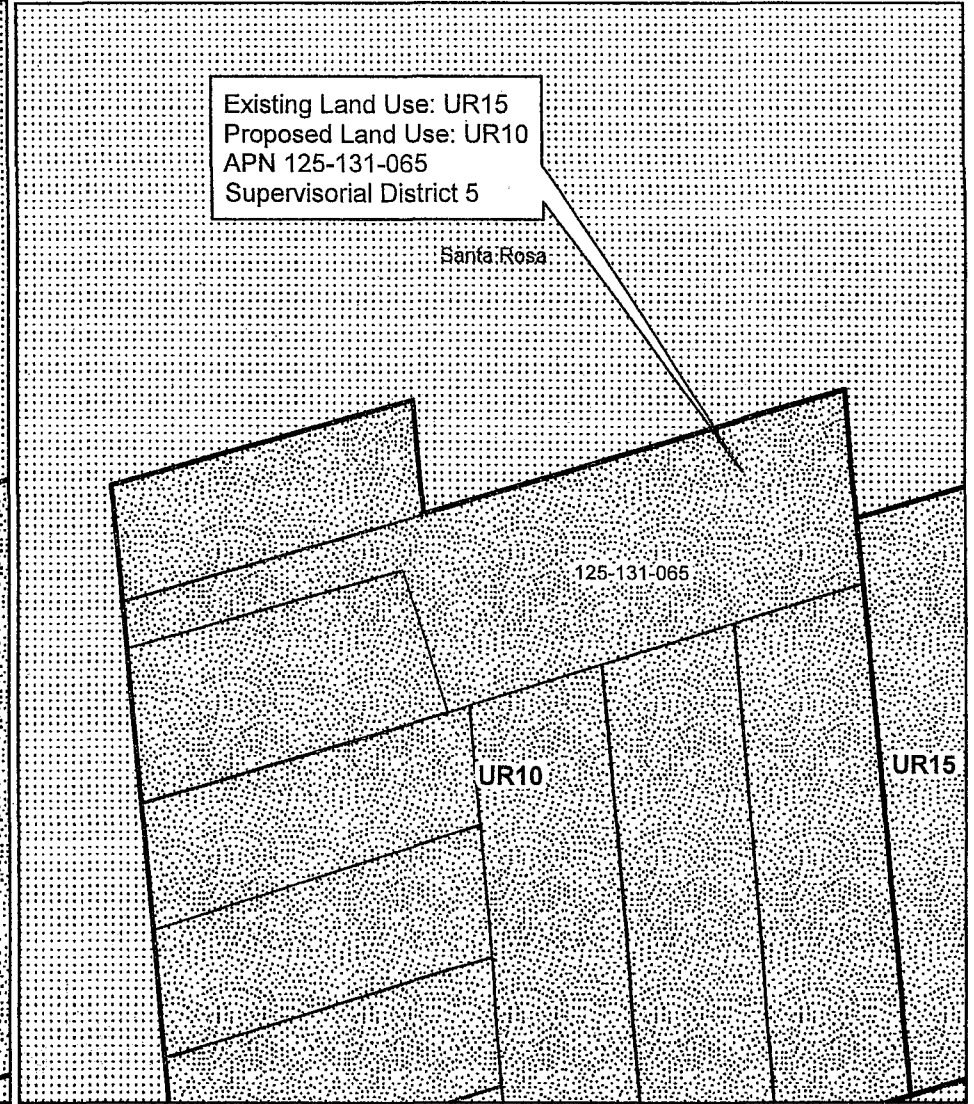 Existing Land Use: UR15
Proposed Land Use: UR10
APN 125-131-065
Supervisorial District 5
Santa Rosa
125-131-065
UR10
UR15